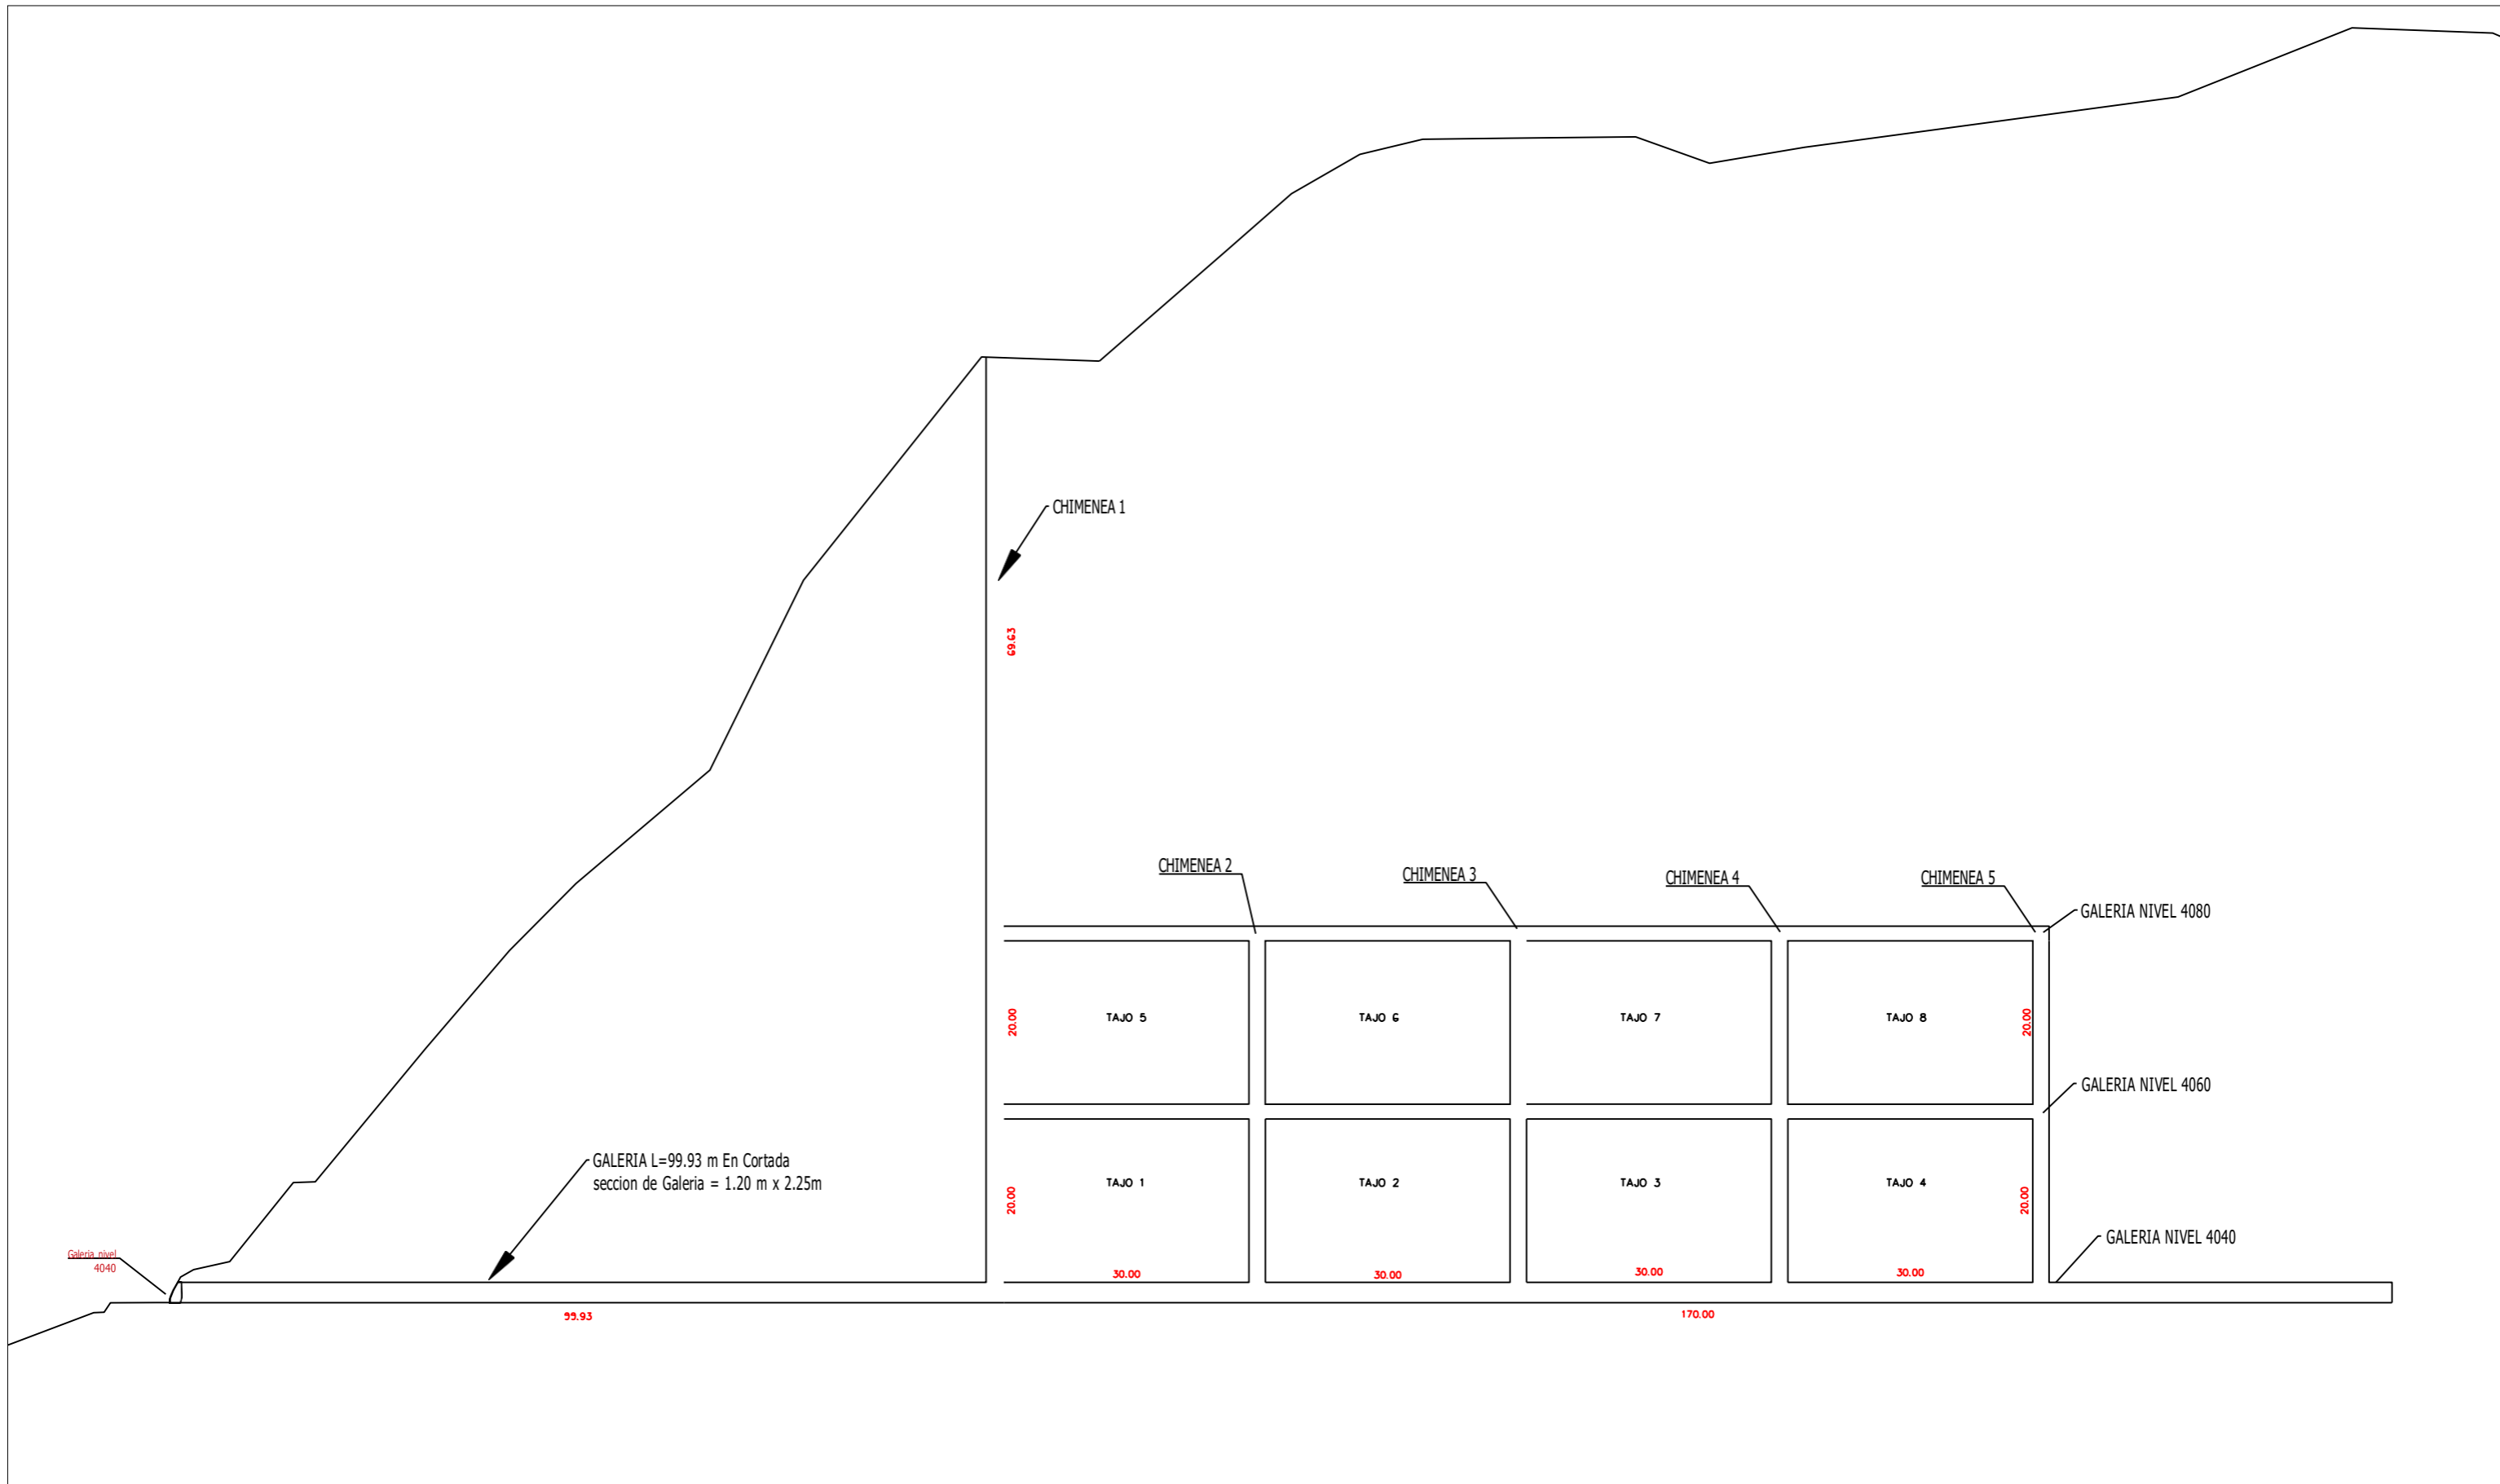 CHIMENEA 1
69.63
CHIMENEA 2
CHIMENEA 3
CHIMENEA 4
CHIMENEA 5
GALERIA NIVEL 4080
20.00
TAJO 5
TAJO 6
TAJO 7
TAJO 8
20.00
GALERIA NIVEL 4060
GALERIA L=99.93 m En Cortada
seccion de Galeria = 1.20 m x 2.25m
20.00
TAJO 1
TAJO 2
TAJO 3
TAJO 4
20.00
GALERIA NIVEL 4040
Galeria nivel
4040
30.00
30.00
30.00
30.00
99.93
170.00